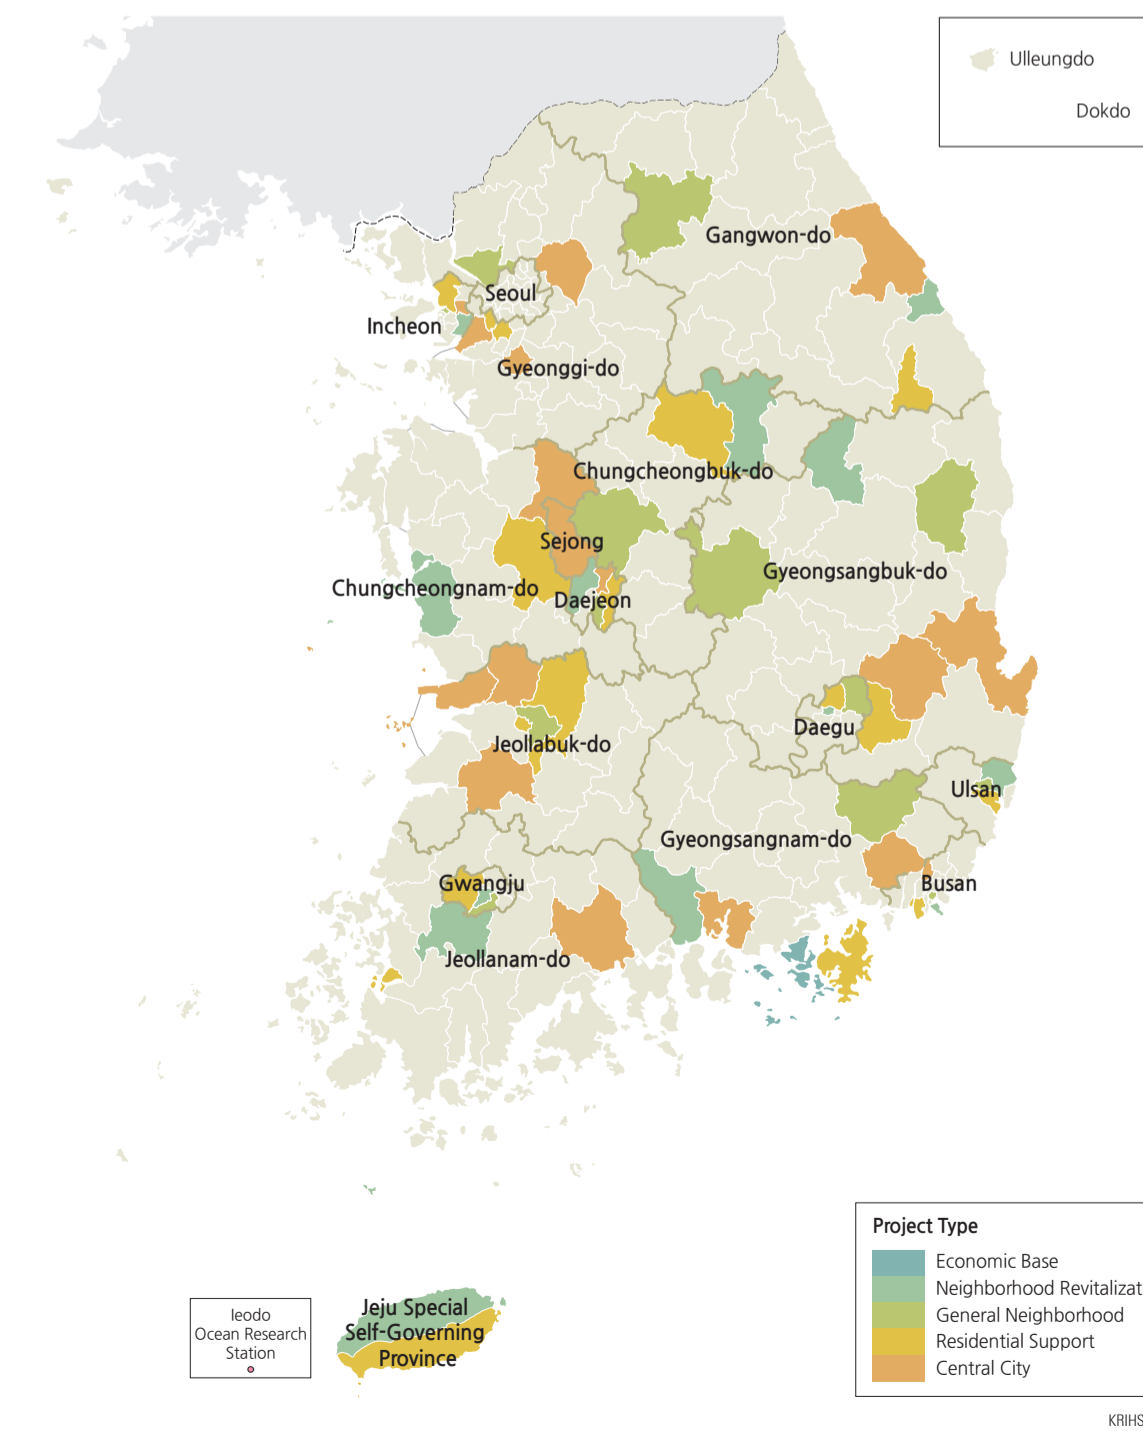 Ulleungdo
Dokdo
Gangwon-do
Seoul
Incheon
Gyeonggi-do
Chungcheongbuk-do
Sejong
Gyeongsangbuk-do
Chungcheongnam-do
Daejeon
Daegu
Jeollabuk-do
Ulsan
Gyeongsangnam-do
Gwangju
Busan
Jeollanam-do
Project Type
Economic Base
Neighborhood Revitalizat
General Neighborhood
Residential Support
Central City
Ieodo
Ocean Research
Station
Jeju Special
Self-Governing
Province
KRIHS